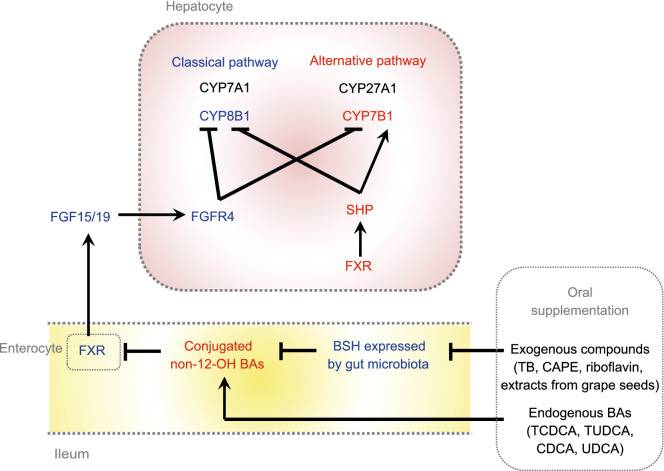 Hepatocyte
Classical pathway
Alternative pathway
CYP7A1
CYP27A1
CYP8B1
CYP7B1
FGF15/19
FGFR4
SHP
FXR
Oral
supplementation
Enterocyte
FXR
Conjugated
non-12-OH BAs
BSH expressed
by gut microbiota
Exogenous compounds
(TB, CAPE, riboflavin,
extracts from grape seeds)
Endogenous BAs
(TCDCA, TUDCA,
CDCA, UDCA)
Ileum